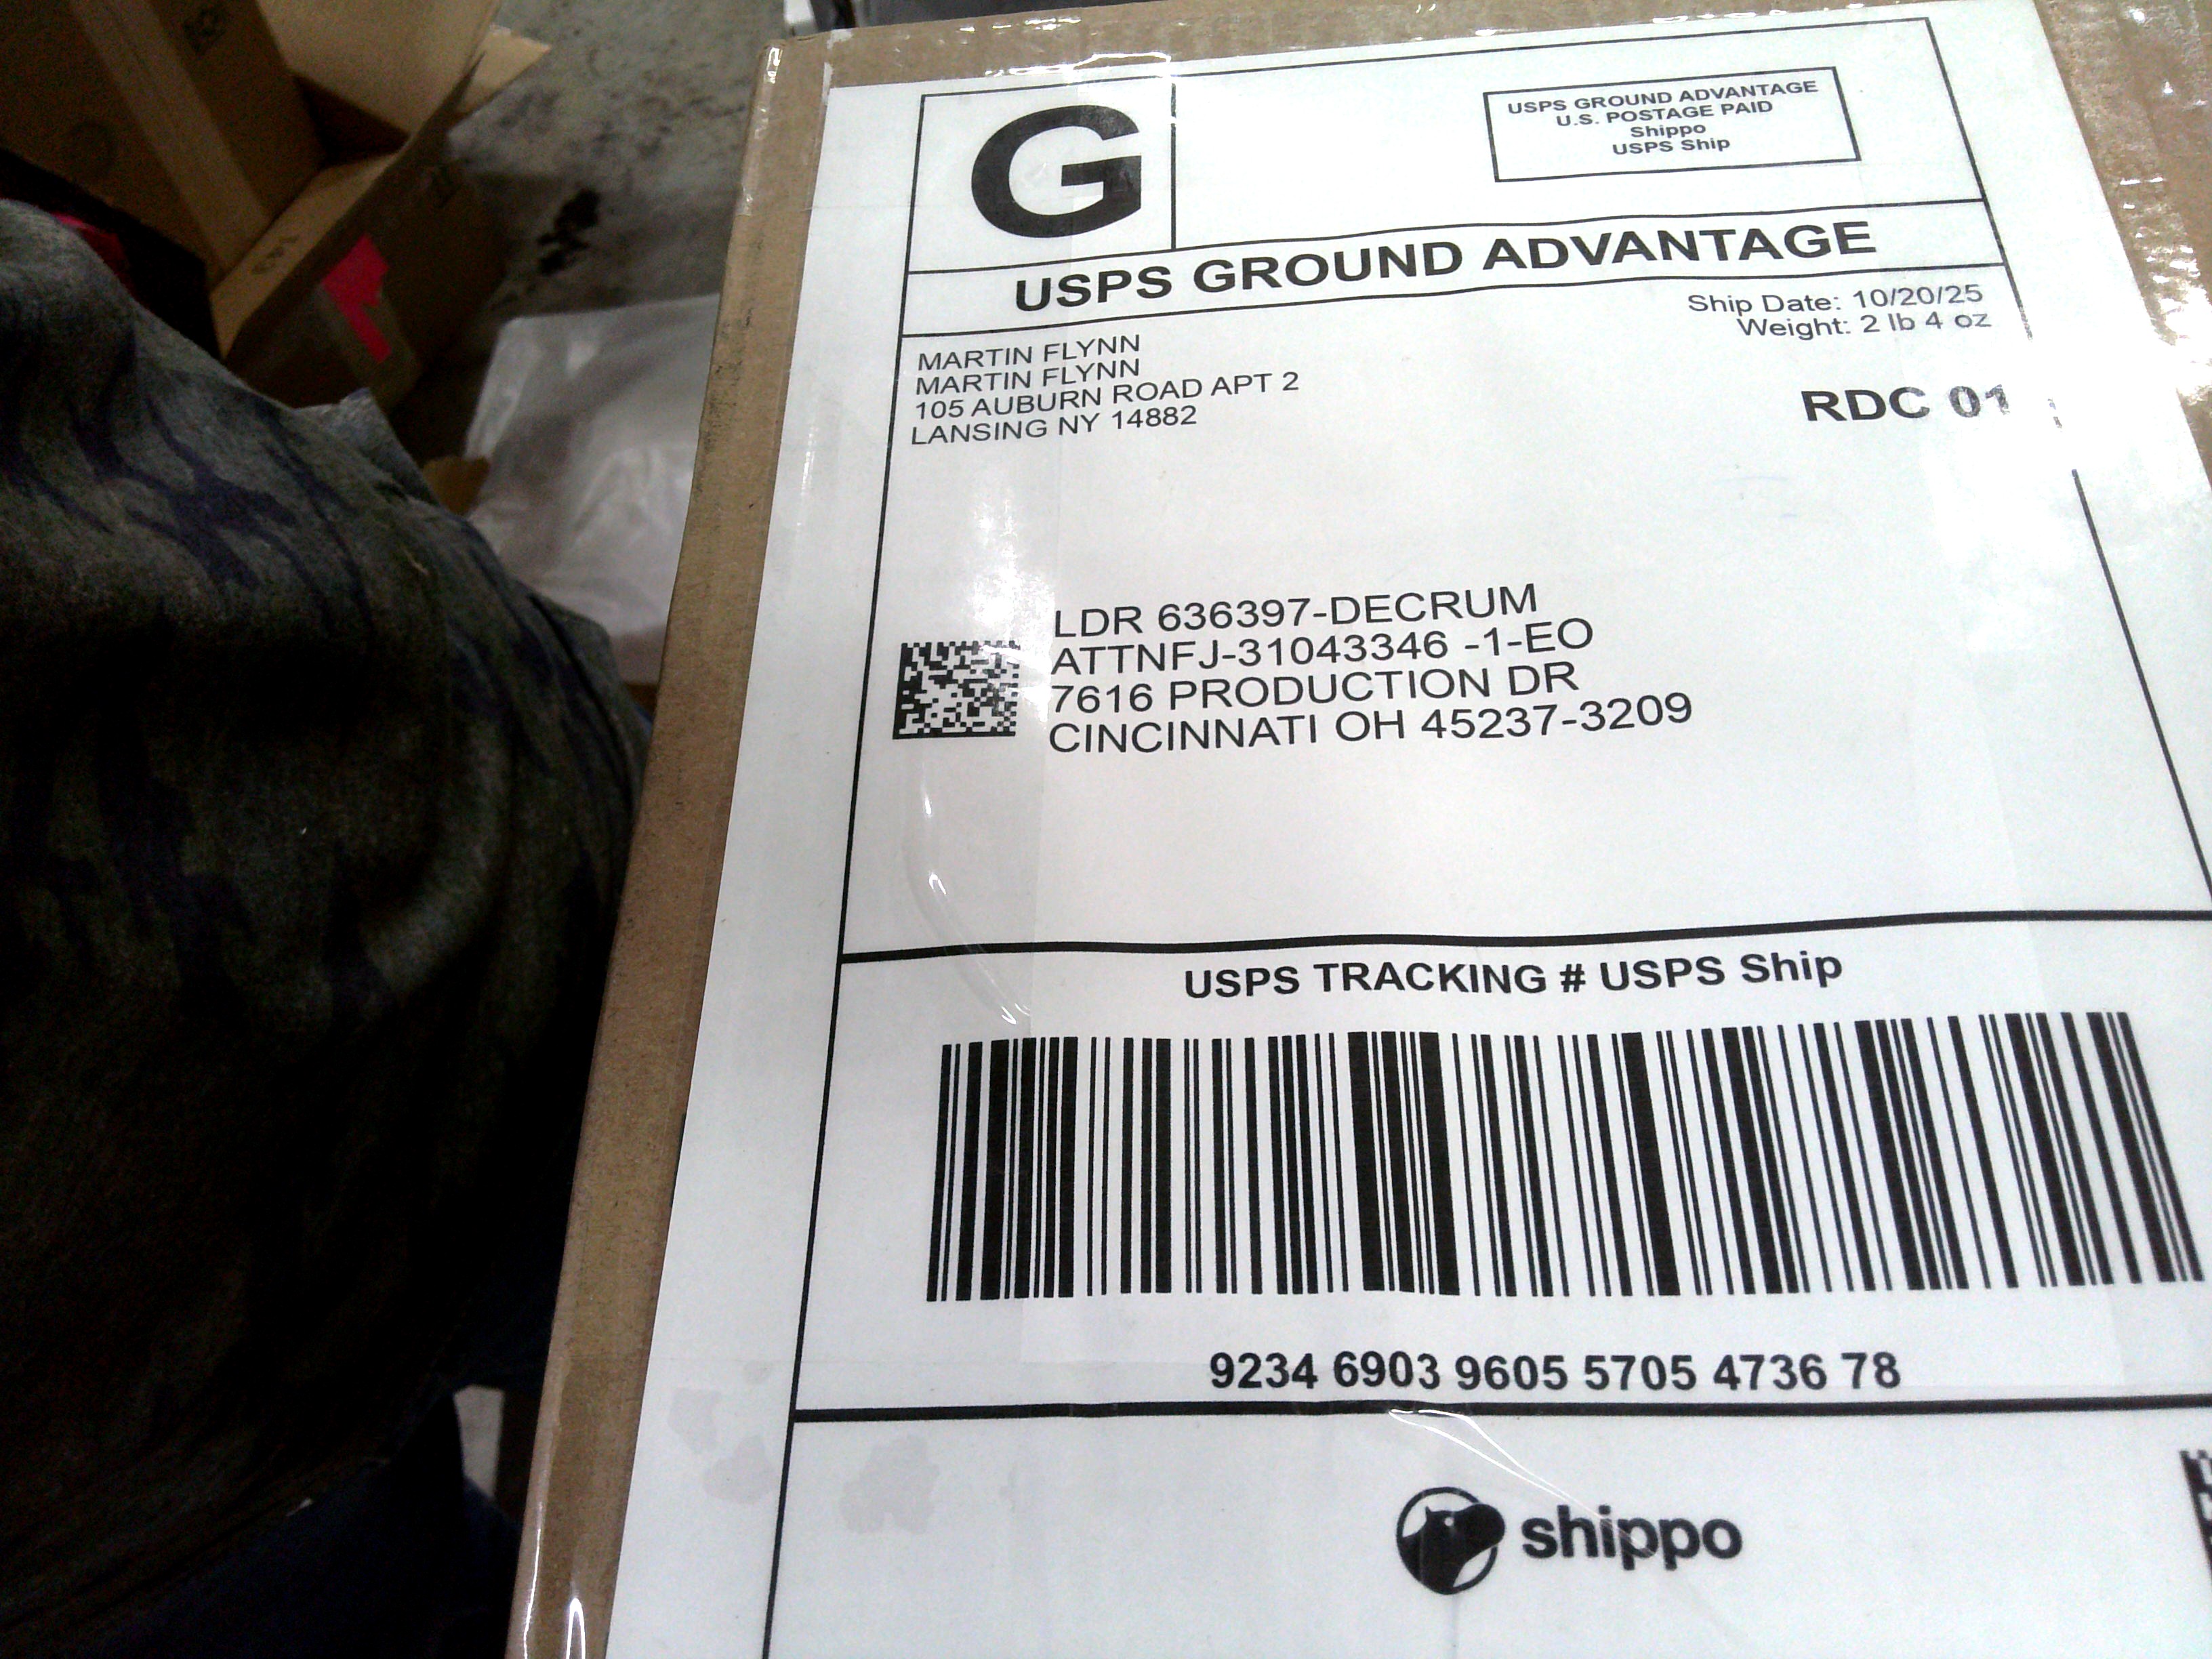 G
USPS GROUND ADVANTAGE
U.S. POSTAGE PAID
Shippo
USPS Ship
USPS GROUND ADVANTAGE
Ship Date: 10/20/25
Weight: 2 lb 4 oz
MARTIN FLYNN
MARTIN FLYNN
105 AUBURN ROAD APT 2
LANSING NY 14882
RDC 01
LDR 636397-DECRUM
ATTNFJ-31043346 -1-EO
7616 PRODUCTION DR
CINCINNATI OH 45237-3209
USPS TRACKING # USPS Ship
9234 6903 9605 5705 4736 78
shippo